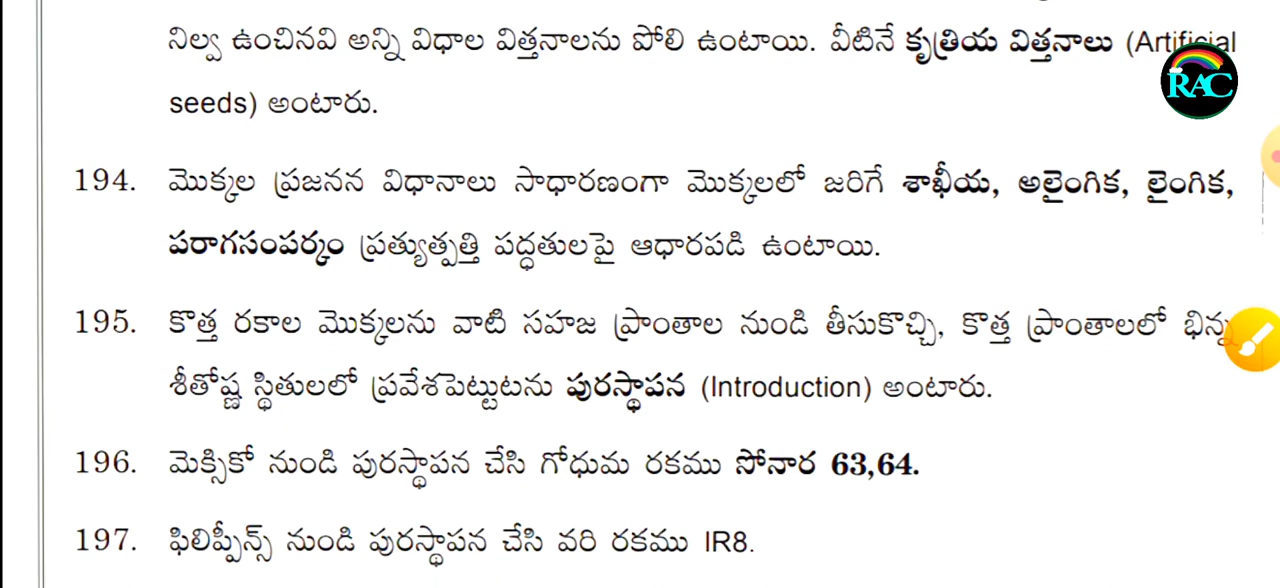 నిల్వ ఉంచినవి అన్ని విధాల విత్తనాలను పోలి ఉంటాయి. వీటినే కృత్రియ విత్తనాలు (Artificial
RAC
seeds) అంటారు.
194. మొక్కల ప్రజనన విధానాలు సాధారణంగా మొక్కలలో జరిగే శాఖీయ, అలైంగిక, లైంగిక,
పరాగసంపర్కం ప్రత్యుత్పత్తి పద్ధతులపై ఆధారపడి ఉంటాయి.
195. కొత్త రకాల మొక్కలను వాటి సహజ ప్రాంతాల నుండి తీసుకొచ్చి, కొత్త ప్రాంతాలలో భిన్న
శీతోష్ణ స్థితులలో ప్రవేశపెట్టుటను పురస్థాపన (Introduction) అంటారు.
196. మెక్సికో నుండి పురస్థాపన చేసి గోధుమ రకము సోనార 63,64.
197. ఫిలిప్పీన్స్ నుండి పురస్థాపన చేసి వరి రకము IR8.